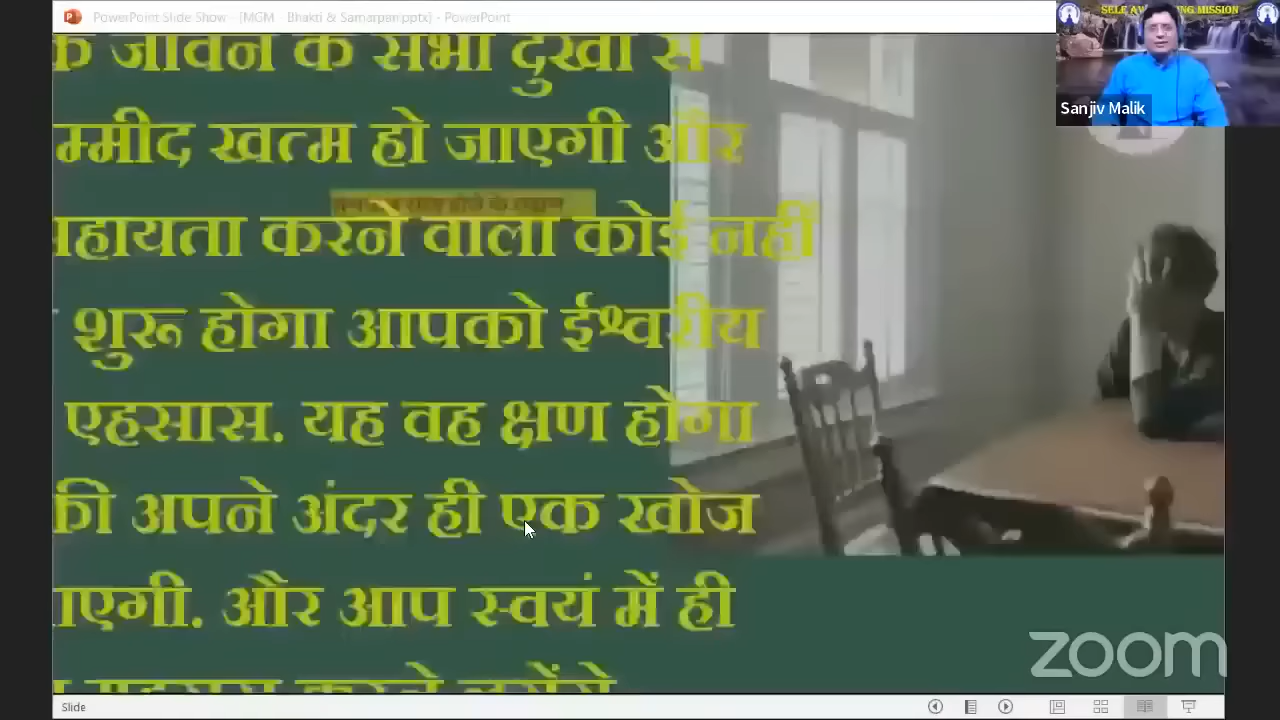 PowerPoint Slide Show - [MGM Bhakti & Samarpan.pptx] - PowerPoint
SELF AWAKENING MISSION
Sanjiv Malik
क जीवन के सभी दुखों से
म्मीद खत्म हो जाएगी और
सहायता करने वाला कोई नहीं
शुरू होगा आपको ईश्वरीय
एहसास. यह वह क्षण होगा
की अपने अंदर ही एक खोज
ाएगी. और आप स्वयं में ही
zoom
Slide